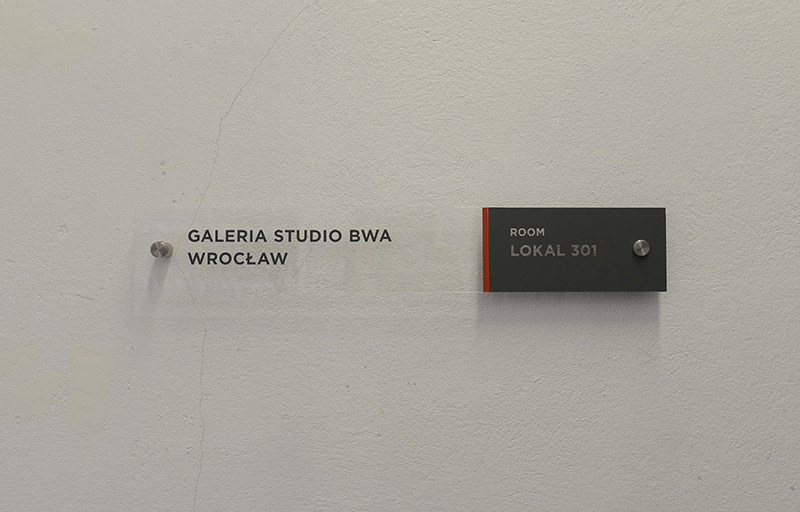 GALERIA STUDIO BWA
WROCŁAW
ROOM
LOKAL 301